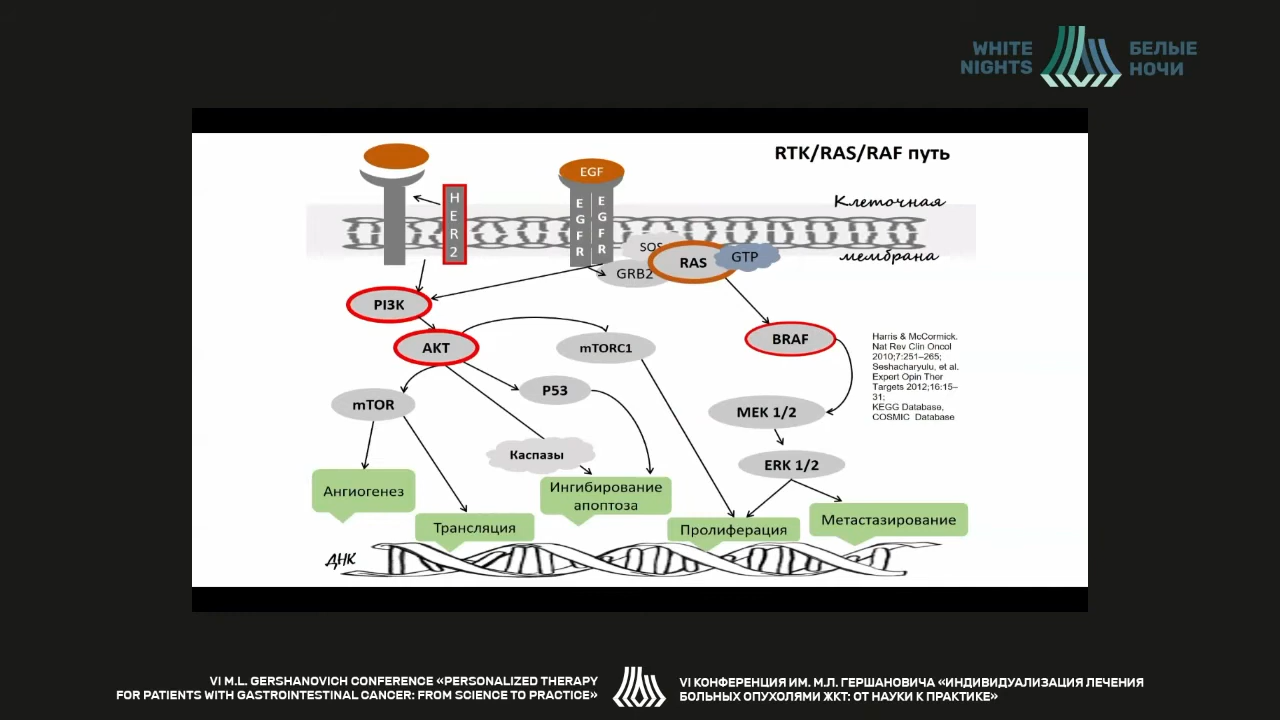 WHITE
NIGHTS
БЕЛЫЕ
НОЧИ
RTK/RAS/RAF путь
EGF
HER2
EGFR
EGFR
Клеточная
мембрана
SOS
GRB2
RAS
GTP
PI3K
AKT
mTORC1
BRAF
P53
mTOR
MEK 1/2
Каспазы
ERK 1/2
Harris & McCormick.
Nat Rev Clin Oncol
2010;7:251–265;
Seshacharyulu, et al.
Expert Opin Ther
Targets 2012;16:15–
31;
KEGG Database,
COSMIC Database
Ангиогенез
Трансляция
Ингибирование
апоптоза
Пролиферация
Метастазирование
ДНК
VI M.L. GERSHANOVICH CONFERENCE «PERSONALIZED THERAPY
FOR PATIENTS WITH GASTROINTESTINAL CANCER: FROM SCIENCE TO PRACTICE»
VI КОНФЕРЕНЦИЯ ИМ. М.Л. ГЕРШАНОВИЧА «ИНДИВИДУАЛИЗАЦИЯ ЛЕЧЕНИЯ
БОЛЬНЫХ ОПУХОЛЯМИ ЖКТ: ОТ НАУКИ К ПРАКТИКЕ»